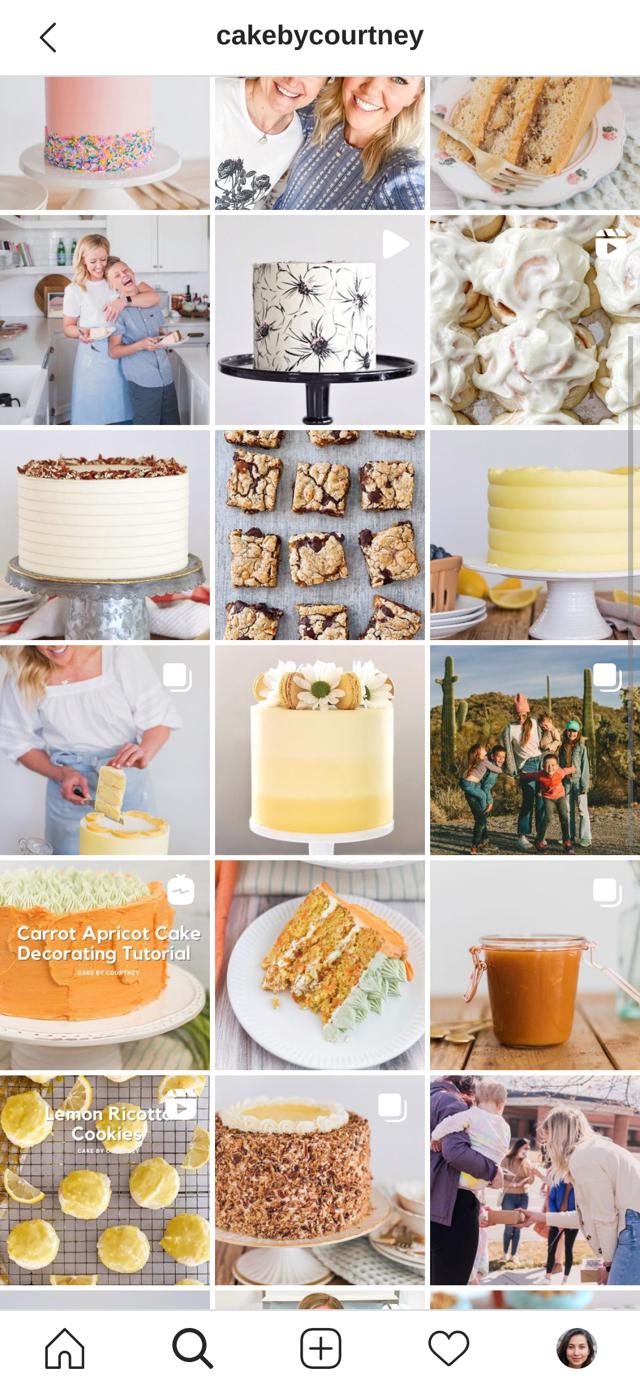 cakebycourtney
Carrot Apricot Cake
Decorating Tutorial
CAKE BY COURTNEY
Lemon Ricotta
Cookies
CAKE BY COURTNEY